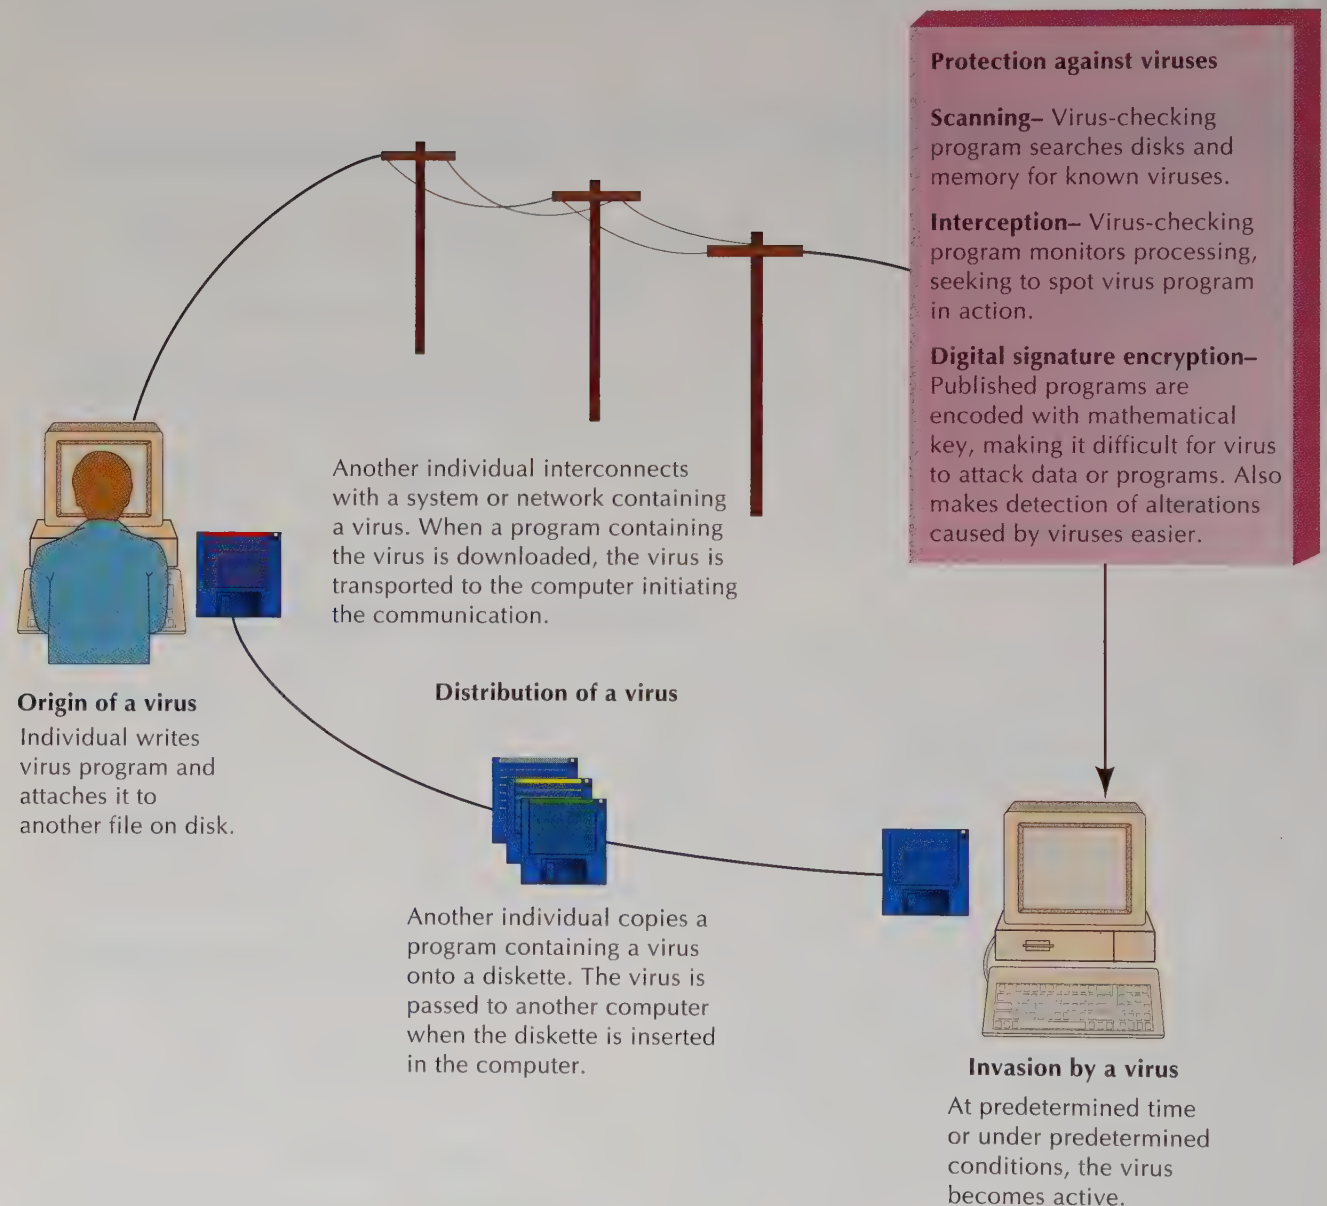 Protection against viruses
Scanning– Virus-checking
program searches disks and
memory for known viruses.
Interception– Virus-checking
program monitors processing,
seeking to spot virus program
in action.
Digital signature encryption–
Published programs are
encoded with mathematical
key, making it difficult for virus
to attack data or programs. Also
makes detection of alterations
caused by viruses easier.
Another individual interconnects
with a system or network containing
a virus. When a program containing
the virus is downloaded, the virus is
transported to the computer initiating
the communication.
Origin of a virus
Individual writes
virus program and
attaches it to
another file on disk.
Distribution of a virus
Another individual copies a
program containing a virus
onto a diskette. The virus is
passed to another computer
when the diskette is inserted
in the computer.
Invasion by a virus
At predetermined time
or under predetermined
conditions, the virus
becomes active.